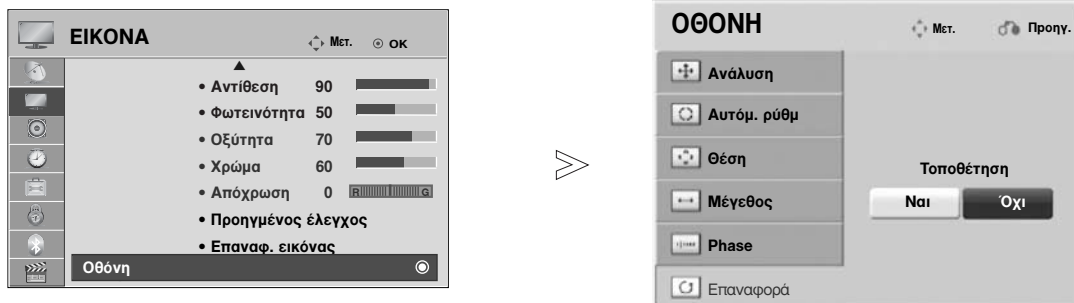 ΕΙΚΟΝΑ
Μετ. OK
• Αντίθεση 90
• Φωτεινότητα 50
• Οξύτητα 70
• Χρώμα 60
• Απόχρωση 0 R G
• Προηγμένος έλεγχος
• Επαναφ. εικόνας
Οθόνη
ΟΘΟΝΗ
Μετ. Προηγ.
Ανάλυση
Αυτόμ. ρύθμ
Θέση
Μέγεθος
Phase
Επαναφορά
Τοποθέτηση
Ναι Όχι